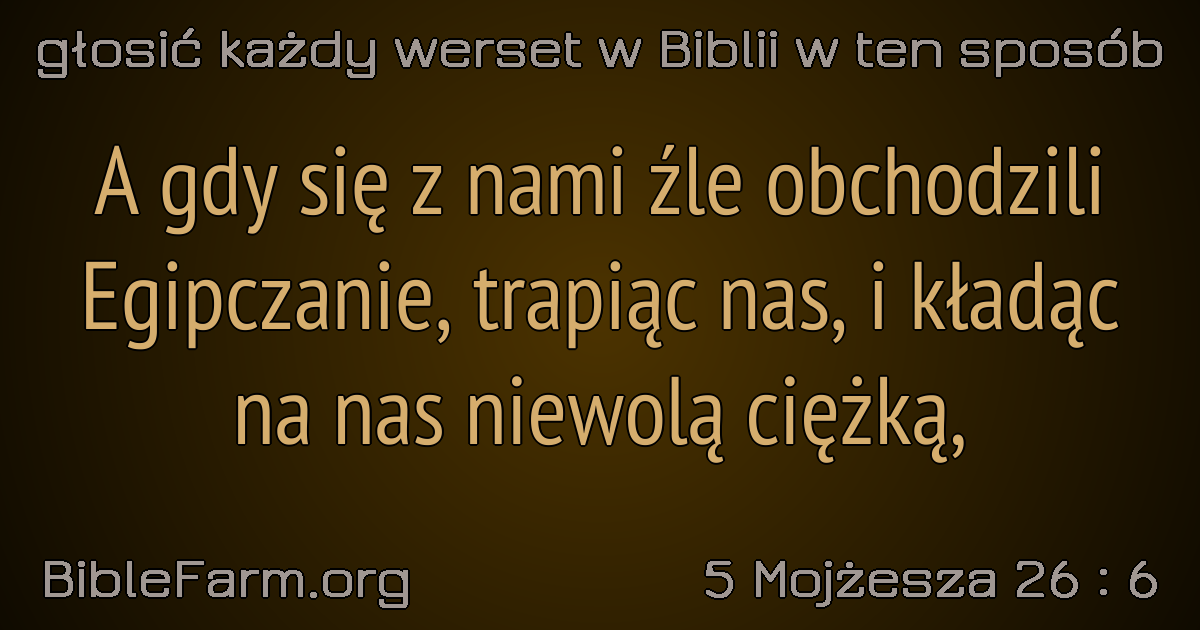 głosić każdy werset w Biblii w ten sposób
A gdy się z nami źle obchodzili
Egipczanie, trapiąc nas, i kładąc
na nas niewolą ciężką,
BibleFarm.org
5 Mojżesza 26 : 6